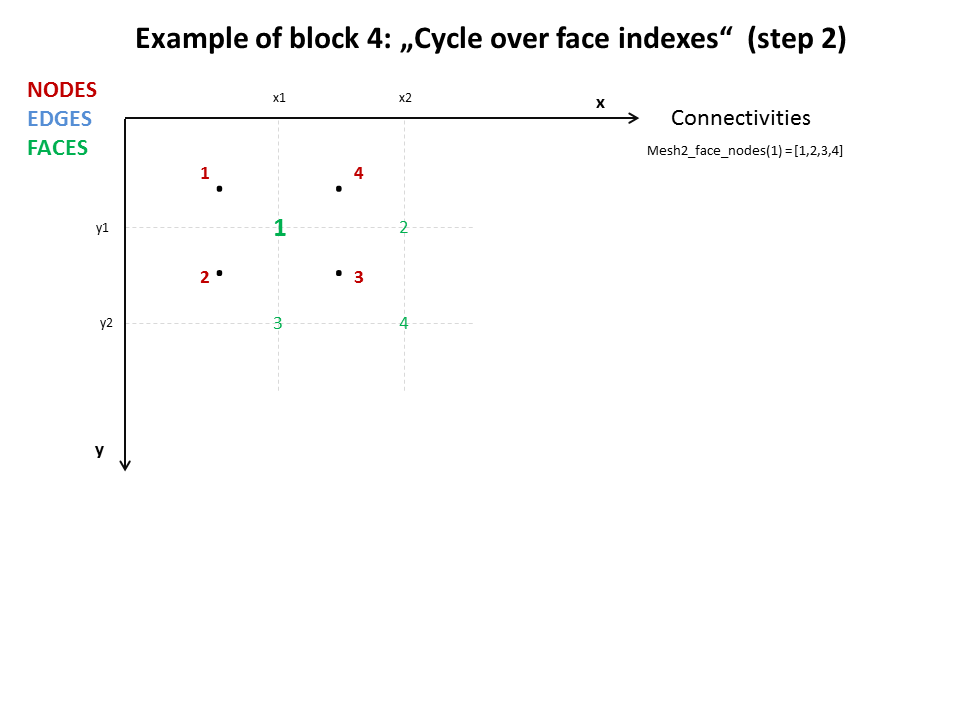 Example of block 4: „Cycle over face indexes“ (step 2)
NODES
EDGES
FACES
x1
x2
x
Connectivities
Mesh2_face_nodes(1) = [1,2,3,4]
1
4
y1
1
2
2
3
y2
3
4
y